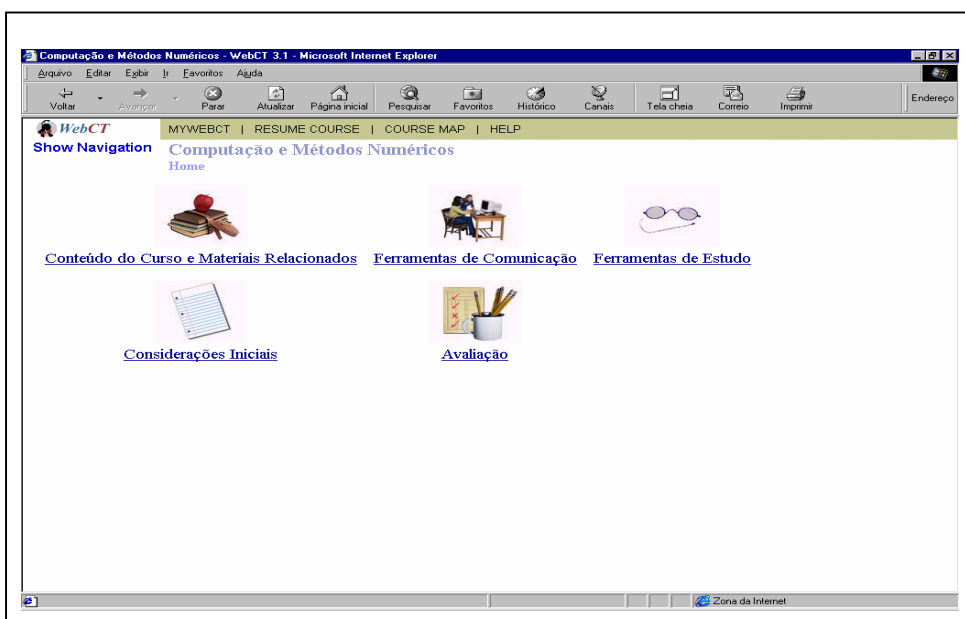 Computação e Métodos Numéricos - WebCT 3.1 - Microsoft Internet Explorer
Arquivo Editar Exibir Ir Favoritos Ajuda
Voltar Avançar Parar Atualizar Página inicial Pesquisar Favoritos Histórico Canais Tela cheia Correio Imprimir Endereço
WebCT MYWEBCT | RESUME COURSE | COURSE MAP | HELP
Show Navigation Computação e Métodos Numéricos
Home
Conteúdo do Curso e Materiais Relacionados Ferramentas de Comunicação Ferramentas de Estudo
Considerações Iniciais Avaliação
Zona da Internet